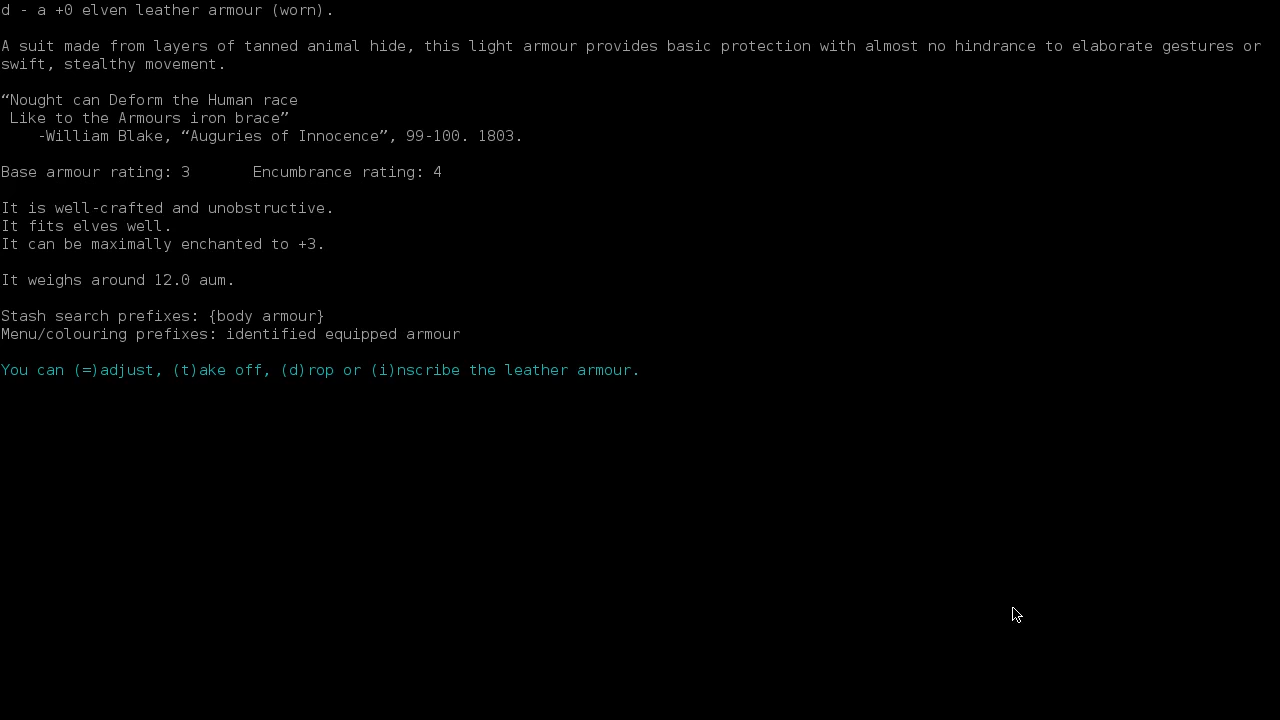 d - a +0 elven leather armour (worn).
A suit made from layers of tanned animal hide, this light armour provides basic protection with almost no hindrance to elaborate gestures or
swift, stealthy movement.
“Nought can Deform the Human race
Like to the Armours iron brace”
-William Blake, “Auguries of Innocence”, 99-100. 1803.
Base armour rating: 3       Encumbrance rating: 4
It is well-crafted and unobstructive.
It fits elves well.
It can be maximally enchanted to +3.
It weighs around 12.0 aum.
Stash search prefixes: {body armour}
Menu/colouring prefixes: identified equipped armour
You can (=)adjust, (t)ake off, (d)rop or (i)nscribe the leather armour.